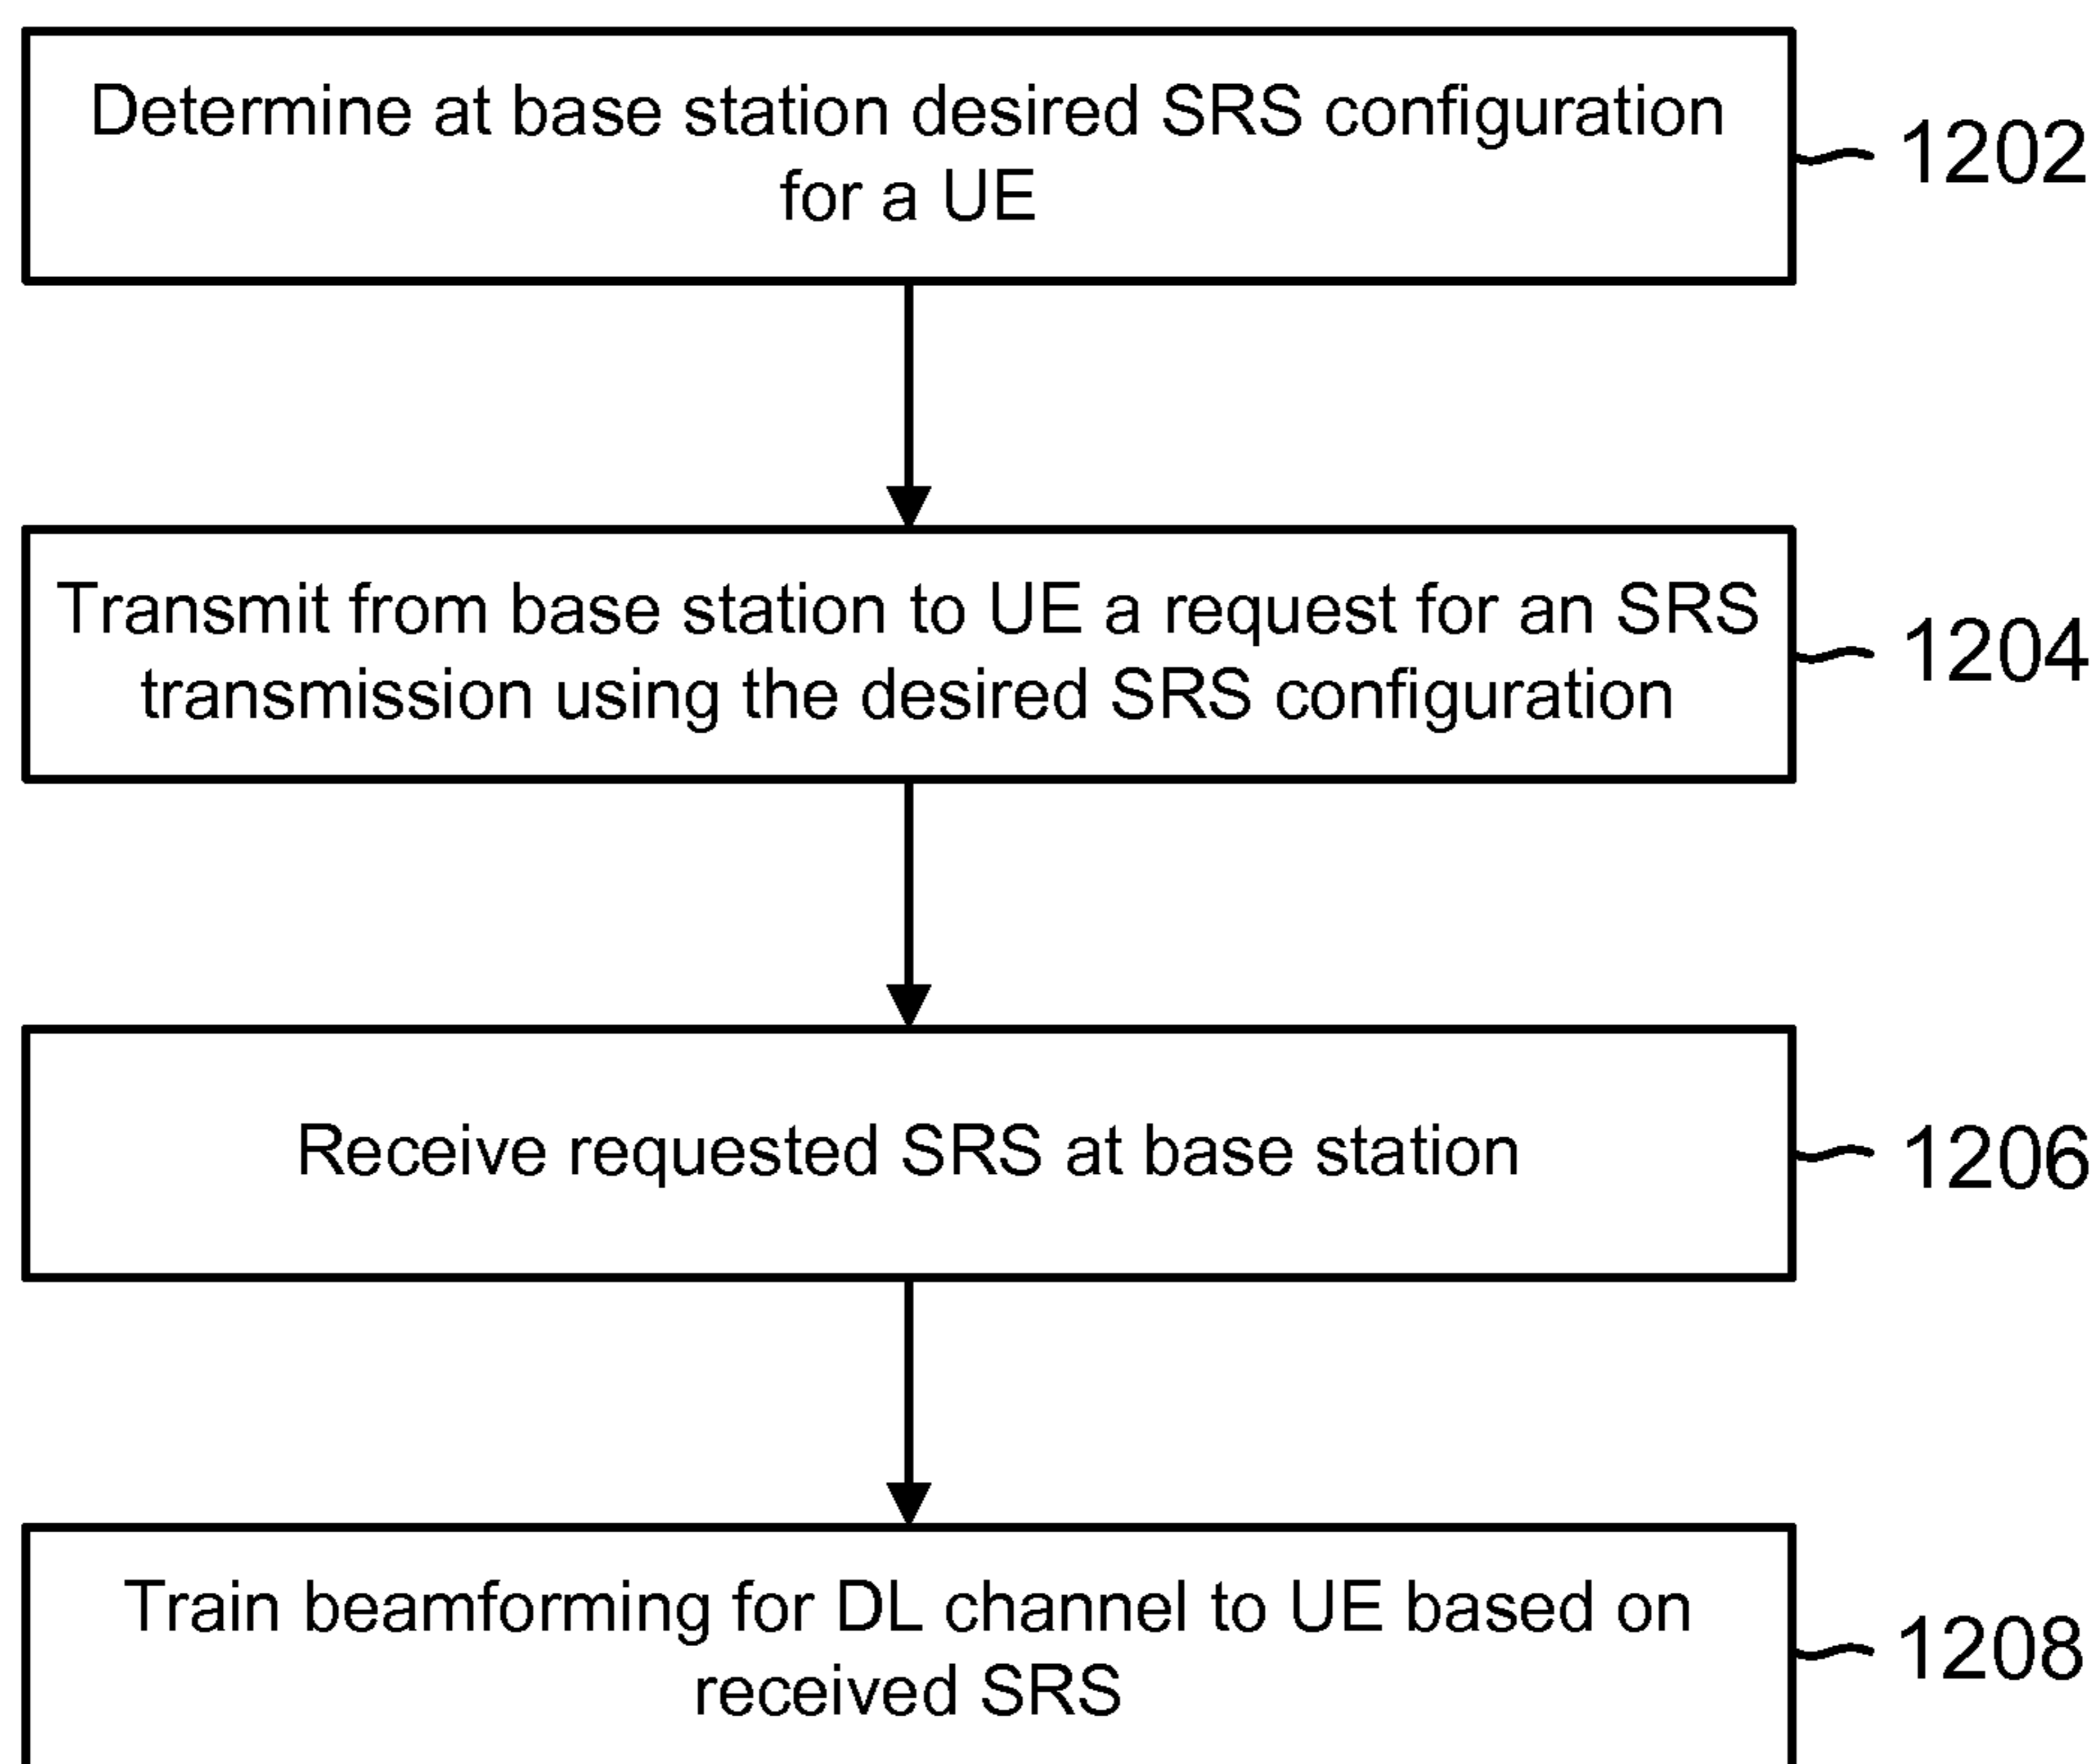 Determine at base station desired SRS configuration
for a UE
1202
Transmit from base station to UE a request for an SRS
transmission using the desired SRS configuration
1204
Receive requested SRS at base station
1206
Train beamforming for DL channel to UE based on
received SRS
1208